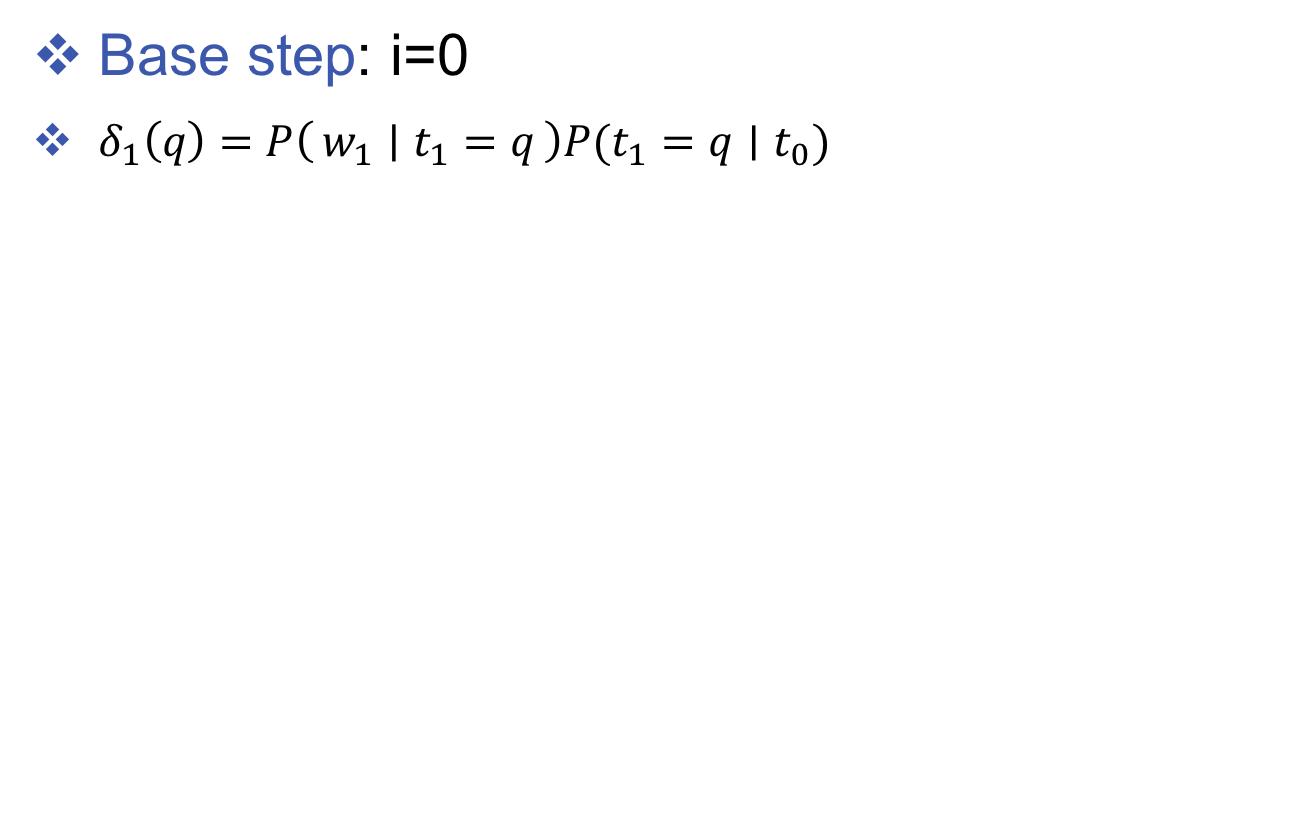 ❖ Base step: i=0
❖ δ₁(q) = P( w₁ | t₁ = q )P(t₁ = q | t₀)